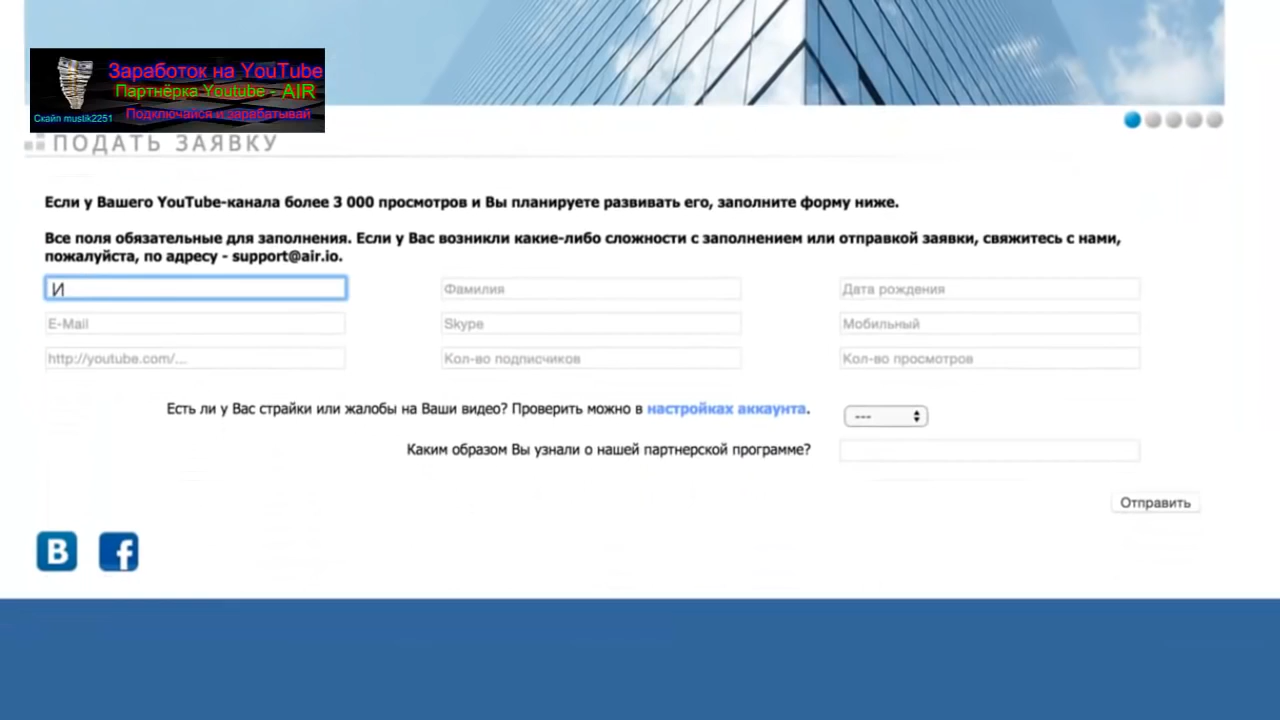 Заработок на YouTube
Партнёрка Youtube - AIR
Подключайся и зарабатывай
Скайп mustik2251
ПОДАТЬ ЗАЯВКУ
Если у Вашего YouTube-канала более 3 000 просмотров и Вы планируете развивать его, заполните форму ниже.
Все поля обязательные для заполнения. Если у Вас возникли какие-либо сложности с заполнением или отправкой заявки, свяжитесь с нами,
пожалуйста, по адресу - support@air.io.
И Фамилия Дата рождения
E-Mail Skype Мобильный
http://youtube.com/... Кол-во подписчиков Кол-во просмотров
Есть ли у Вас страйки или жалобы на Ваши видео? Проверить можно в настройках аккаунта. ---
Каким образом Вы узнали о нашей партнерской программе?
Отправить
В f